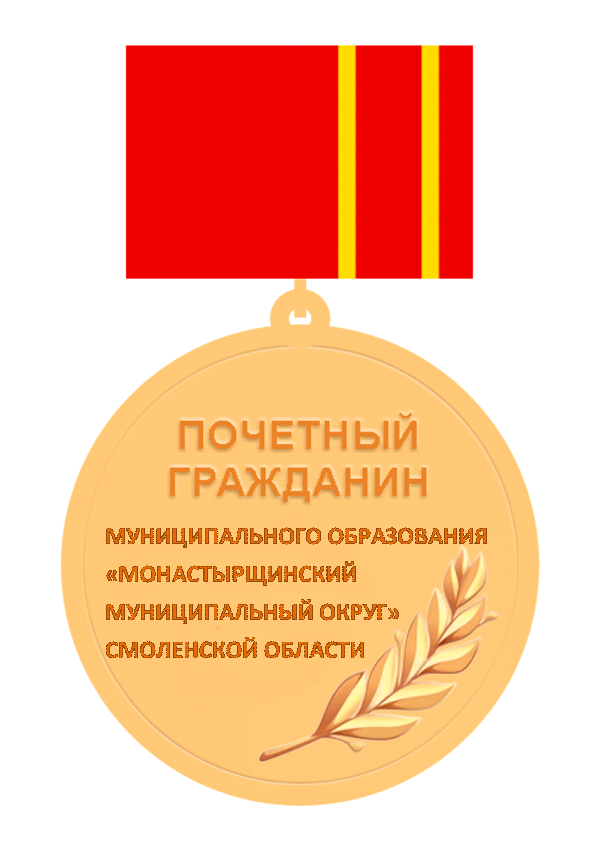 ПОЧЕТНЫЙ
ГРАЖДАНИН
МУНИЦИПАЛЬНОГО ОБРАЗОВАНИЯ
«МОНАСТЫРЩИНСКИЙ
МУНИЦИПАЛЬНЫЙ ОКРУГ»
СМОЛЕНСКОЙ ОБЛАСТИ